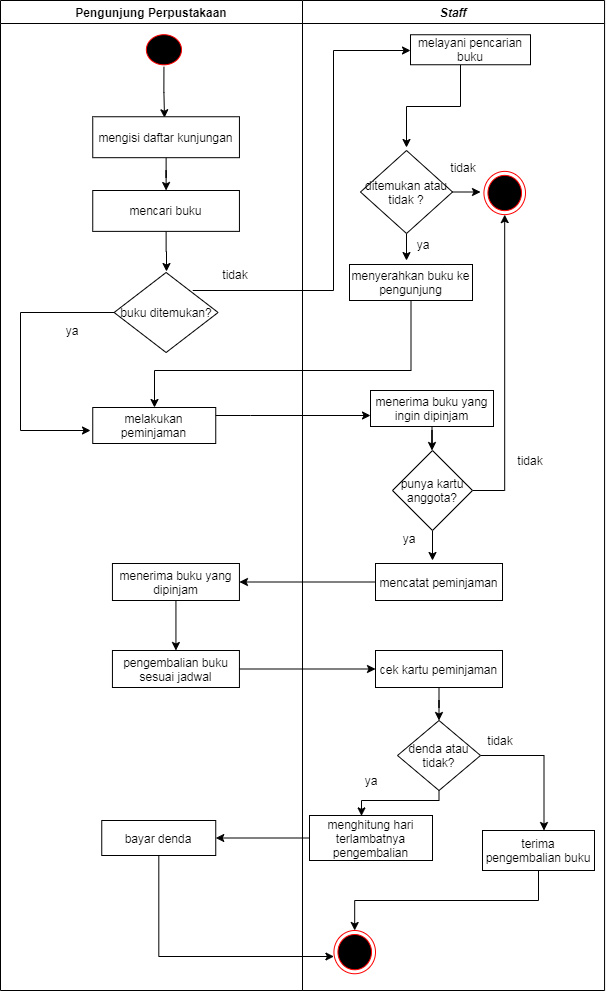 Pengunjung Perpustakaan
Staff
melayani pencarian
buku
mengisi daftar kunjungan
tidak
ditemukan atau
tidak ?
mencari buku
ya
tidak
menyerahkan buku ke
pengunjung
buku ditemukan?
ya
menerima buku yang
ingin dipinjam
melakukan
peminjaman
tidak
punya kartu
anggota?
ya
menerima buku yang
dipinjam
mencatat peminjaman
pengembalian buku
sesuai jadwal
cek kartu peminjaman
tidak
denda atau
tidak?
ya
menghitung hari
terlambatnya
pengembalian
bayar denda
terima
pengembalian buku